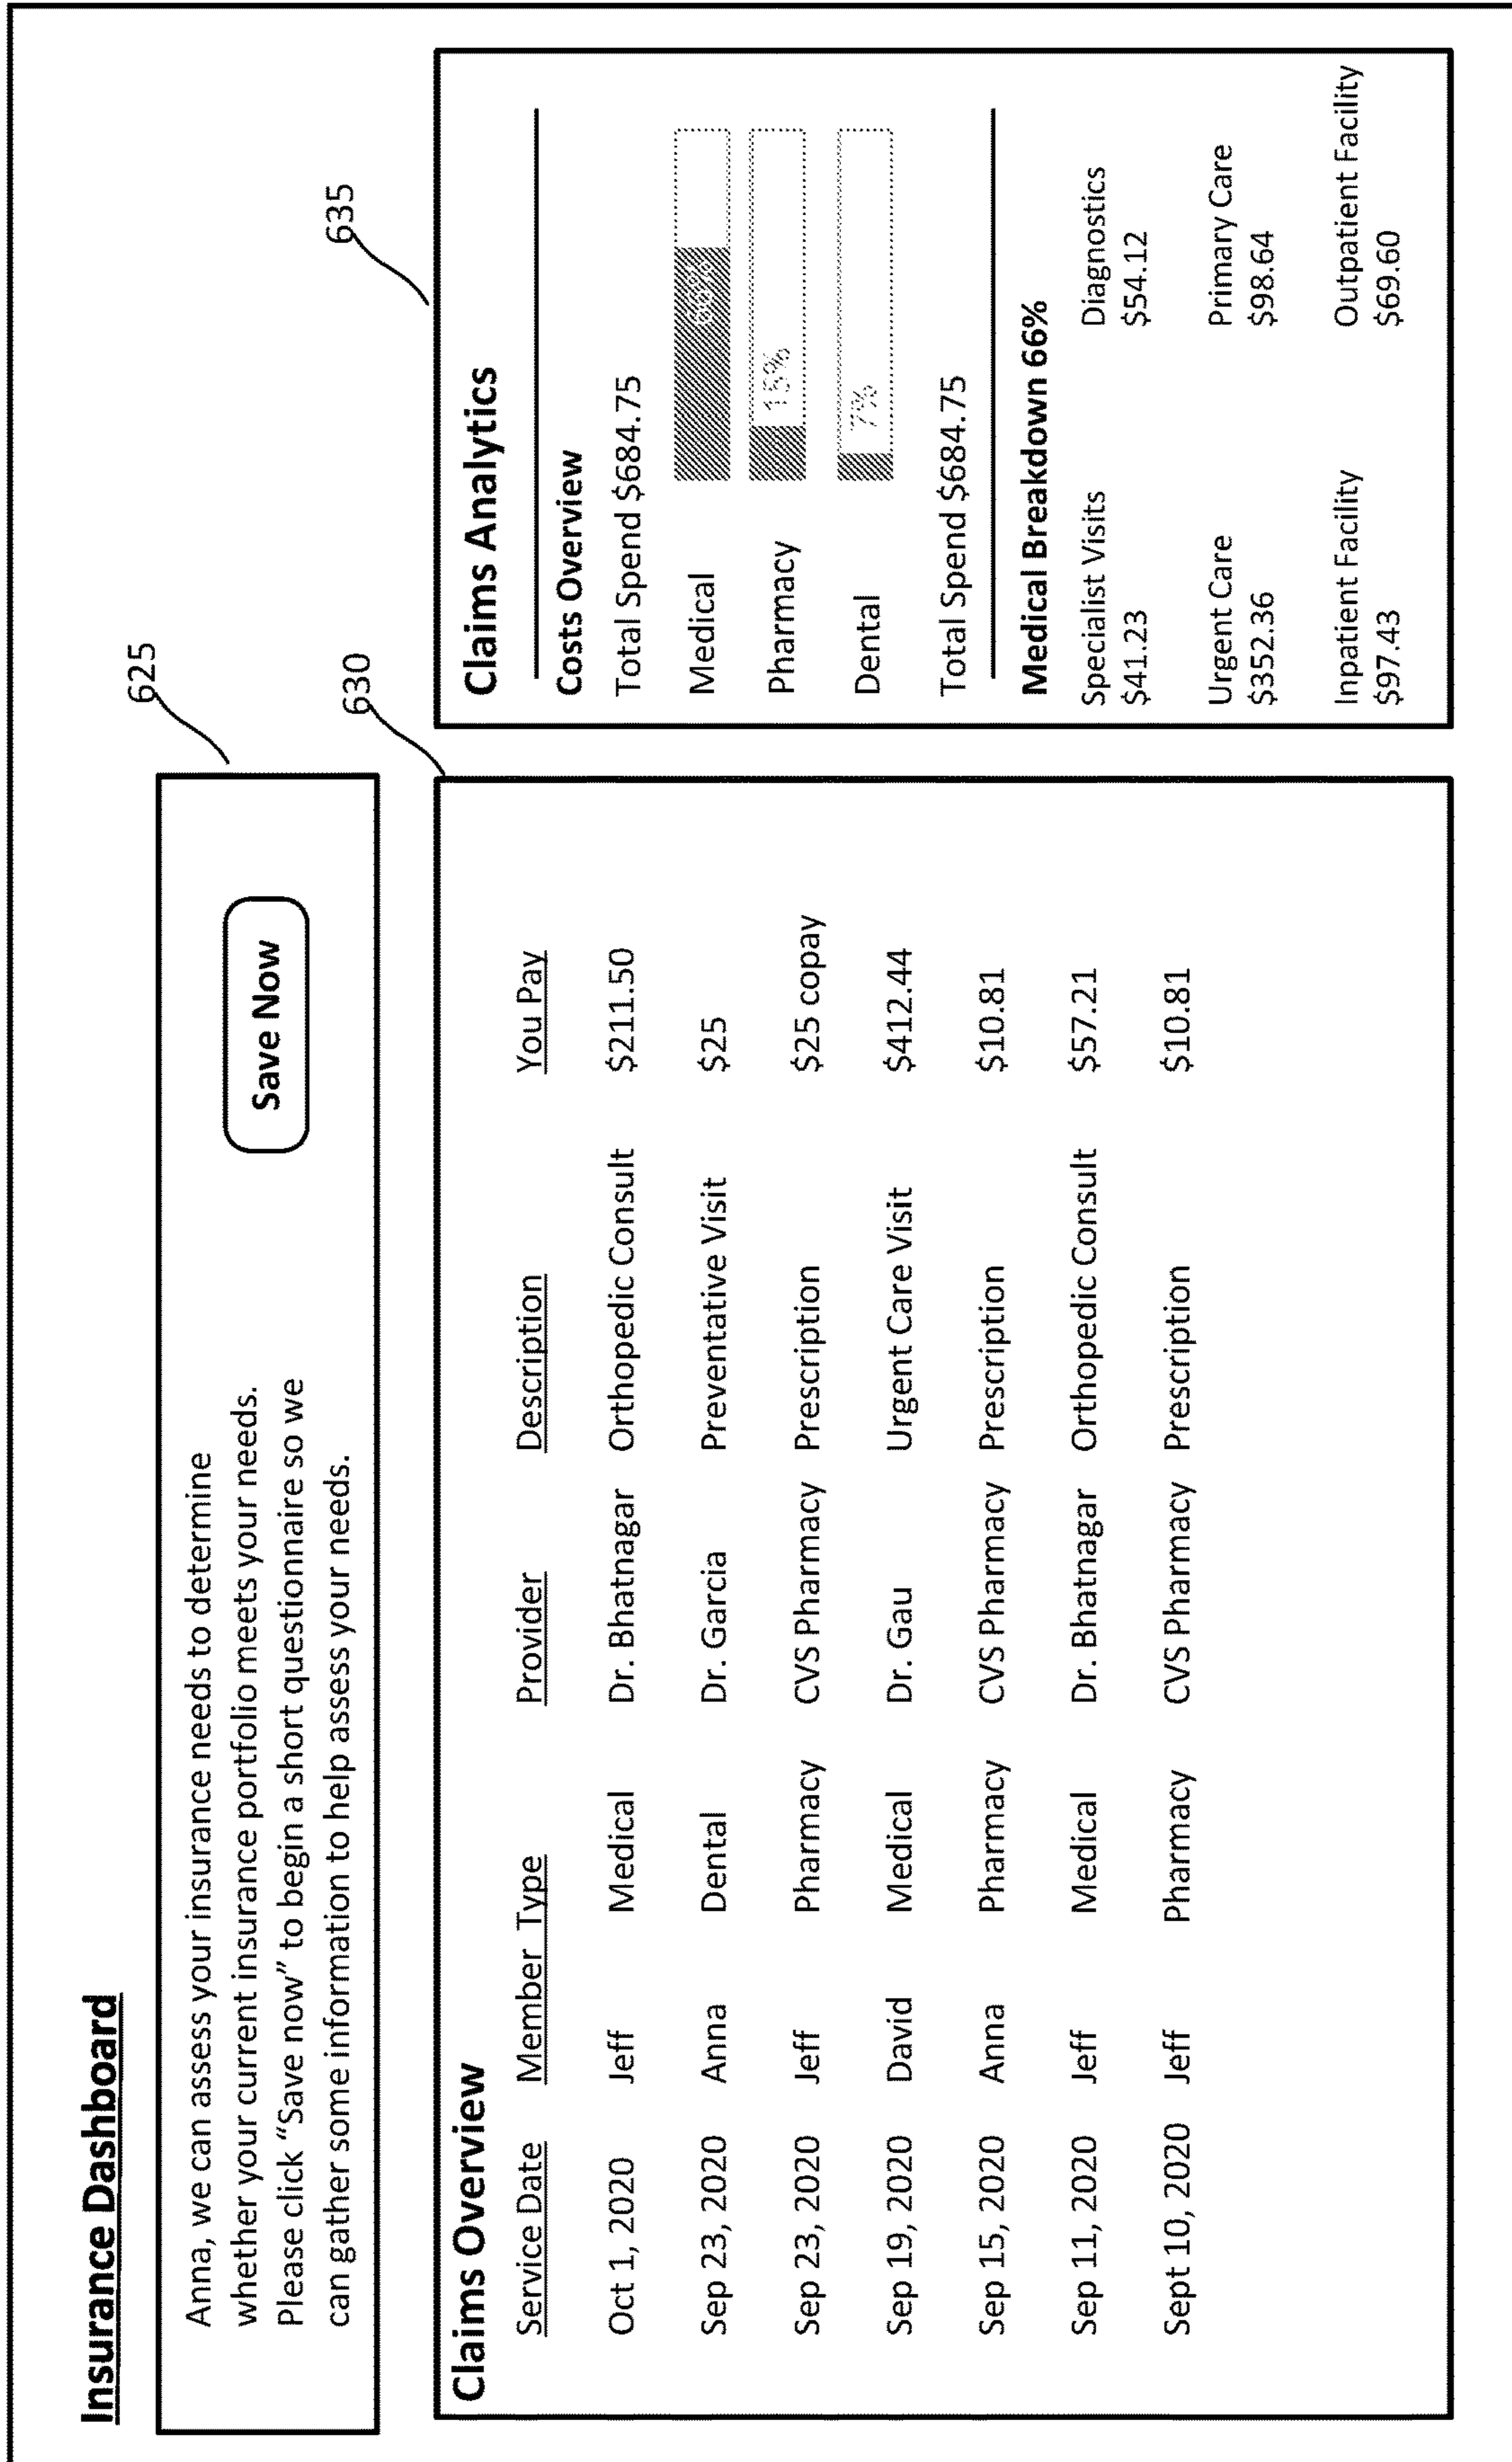 Insurance Dashboard
625
Anna, we can assess your insurance needs to determine
whether your current insurance portfolio meets your needs.
Please click “Save now” to begin a short questionnaire so we
can gather some information to help assess your needs.
Save Now
630
Claims Overview
Service Date Member Type Provider Description You Pay
Oct 1, 2020 Jeff Medical Dr. Bhatnagar Orthopedic Consult $211.50
Sep 23, 2020 Anna Dental Dr. Garcia Preventative Visit $25
Sep 23, 2020 Jeff Pharmacy CVS Pharmacy Prescription $25 copay
Sep 19, 2020 David Medical Dr. Gau Urgent Care Visit $412.44
Sep 15, 2020 Anna Pharmacy CVS Pharmacy Prescription $10.81
Sep 11, 2020 Jeff Medical Dr. Bhatnagar Orthopedic Consult $57.21
Sept 10, 2020 Jeff Pharmacy CVS Pharmacy Prescription $10.81
635
Claims Analytics
Costs Overview
Total Spend $684.75
Medical 66%
Pharmacy 15%
Dental 7%
Total Spend $684.75
Medical Breakdown 66%
Specialist Visits Diagnostics
$41.23 $54.12
Urgent Care Primary Care
$352.36 $98.64
Inpatient Facility Outpatient Facility
$97.43 $69.60